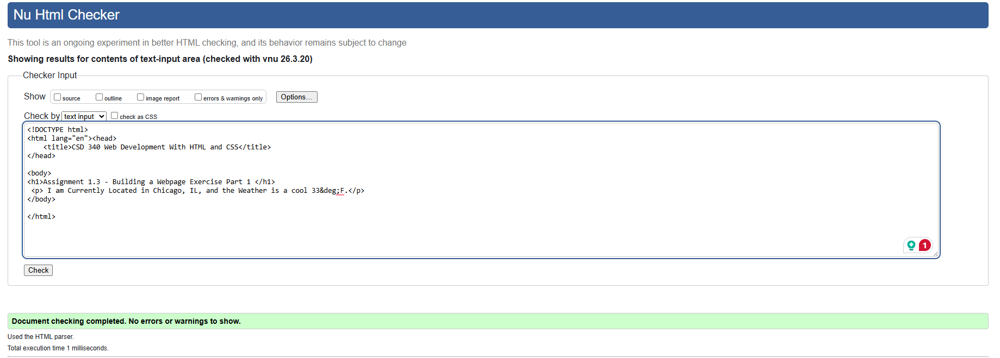 Nu Html Checker
This tool is an ongoing experiment in better HTML checking, and its behavior remains subject to change
Showing results for contents of text-input area (checked with vnu 26.3.20)
Checker Input
Show source outline image report errors & warnings only Options...
Check by text input check as CSS
<!DOCTYPE html>
<html lang="en"><head>
    <title>CSD 340 Web Development With HTML and CSS</title>
</head>
<body>
<h1>Assignment 1.3 - Building a Webpage Exercise Part 1 </h1>
 <p> I am Currently Located in Chicago, IL, and the Weather is a cool 33&deg;F.</p>
</body>
</html>
1
Check
Document checking completed. No errors or warnings to show.
Used the HTML parser.
Total execution time 1 milliseconds.